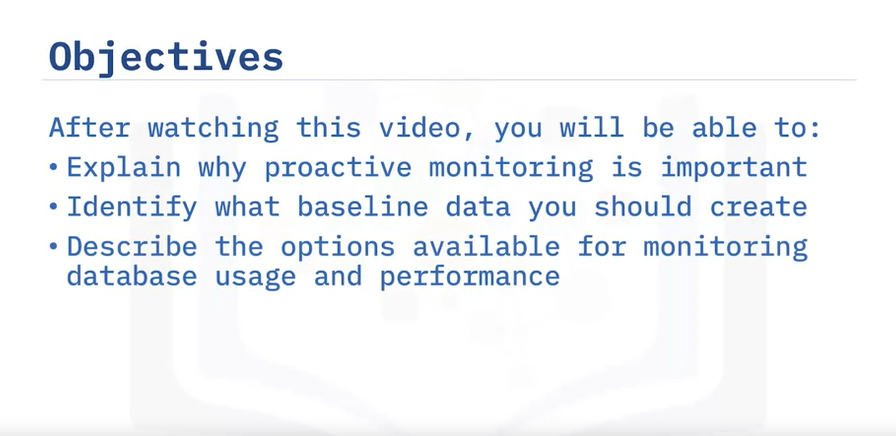 Objectives
After watching this video, you will be able to:
• Explain why proactive monitoring is important
• Identify what baseline data you should create
• Describe the options available for monitoring
database usage and performance